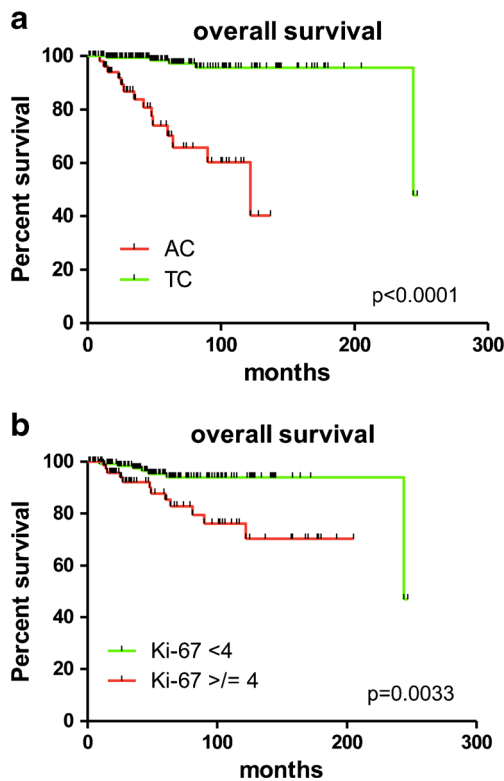 a
overall survival
Percent survival
100
80
60
40
20
0
AC
TC
p<0.0001
0 100 200 300
months
b
overall survival
Percent survival
100
80
60
40
20
0
Ki-67 <4
Ki-67 >/= 4
p=0.0033
0 100 200 300
months